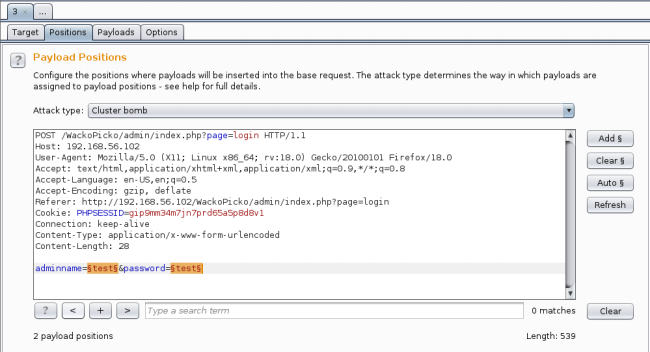 3 × ...
Target Positions Payloads Options
? Payload Positions
Configure the positions where payloads will be inserted into the base request. The attack type determines the way in which payloads are
assigned to payload positions - see help for full details.
Attack type: Cluster bomb
POST /WackoPicko/admin/index.php?page=login HTTP/1.1
Host: 192.168.56.102
User-Agent: Mozilla/5.0 (X11; Linux x86_64; rv:18.0) Gecko/20100101 Firefox/18.0
Accept: text/html,application/xhtml+xml,application/xml;q=0.9,*/*;q=0.8
Accept-Language: en-US,en;q=0.5
Accept-Encoding: gzip, deflate
Referer: http://192.168.56.102/WackoPicko/admin/index.php?page=login
Cookie: PHPSESSID=gip9mm34m7jn7prd65a5p8d8v1
Connection: keep-alive
Content-Type: application/x-www-form-urlencoded
Content-Length: 28
adminname=§test§&password=§test§
Add §
Clear §
Auto §
Refresh
? < + > Type a search term 0 matches Clear
2 payload positions Length: 539